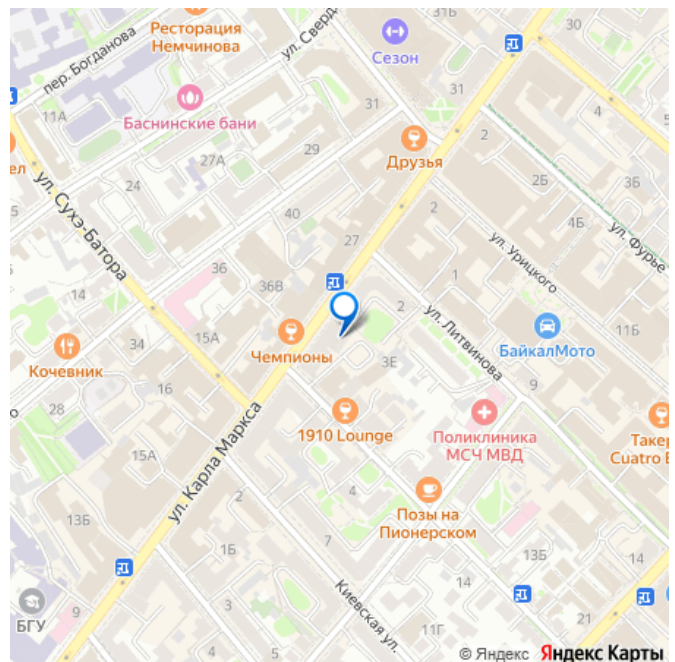 31Б
30
Ресторация
Немчинова
ул. Сверд
Сезон
пер. Богданова
11А
Баснинские бани
31
31
4
ел
27А
29
Друзья
2
2Б
3Б
24
5
ул. Сухэ-Батора
40
2
4Б
ул. Фурье
27
ул. Урицкого
36
14
36В
1
2
ул. Литвинова
11Б
34
15А
Чемпионы
БайкалМото
Кочевник
3Е
16
9
о
28
ул. Карла Маркса
1910 Lounge
Поликлиника
МСЧ МВД
Такер
Cuatro
15А
4
Позы на
Пионерском
13Б
2
1Б
7
13Б
14
14
БГУ
9
3
Киевская ул.
21
4
6
11Г
© Яндекс Яндекс Карты